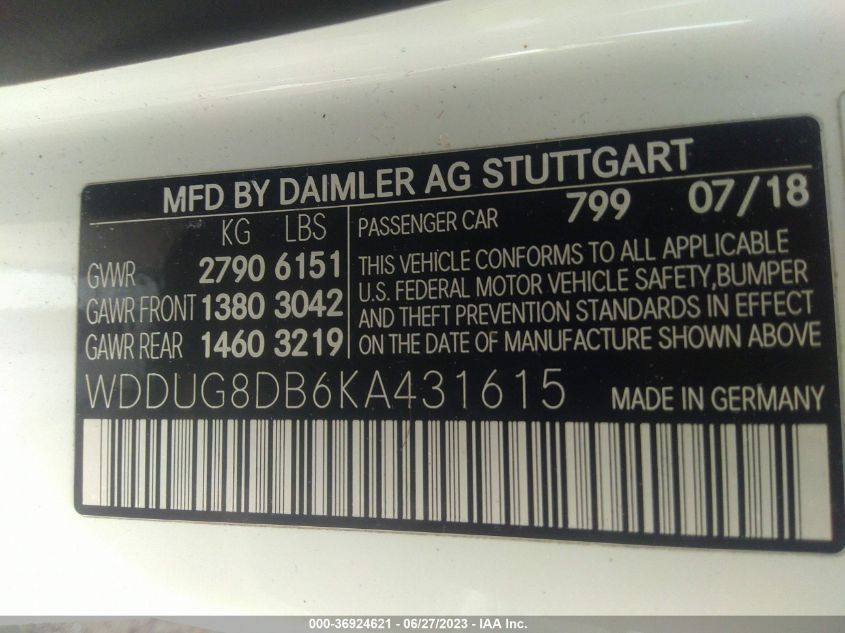 MFD BY DAIMLER AG STUTTGART
KG LBS
GVWR 2790 6151
GAWR FRONT 1380 3042
GAWR REAR 1460 3219
PASSENGER CAR 799 07/18
THIS VEHICLE CONFORMS TO ALL APPLICABLE
U.S. FEDERAL MOTOR VEHICLE SAFETY, BUMPER
AND THEFT PREVENTION STANDARDS IN EFFECT
ON THE DATE OF MANUFACTURE SHOWN ABOVE
WDDUG8DB6KA431615 MADE IN GERMANY
000-36924621 - 06/27/2023 - IAA Inc.